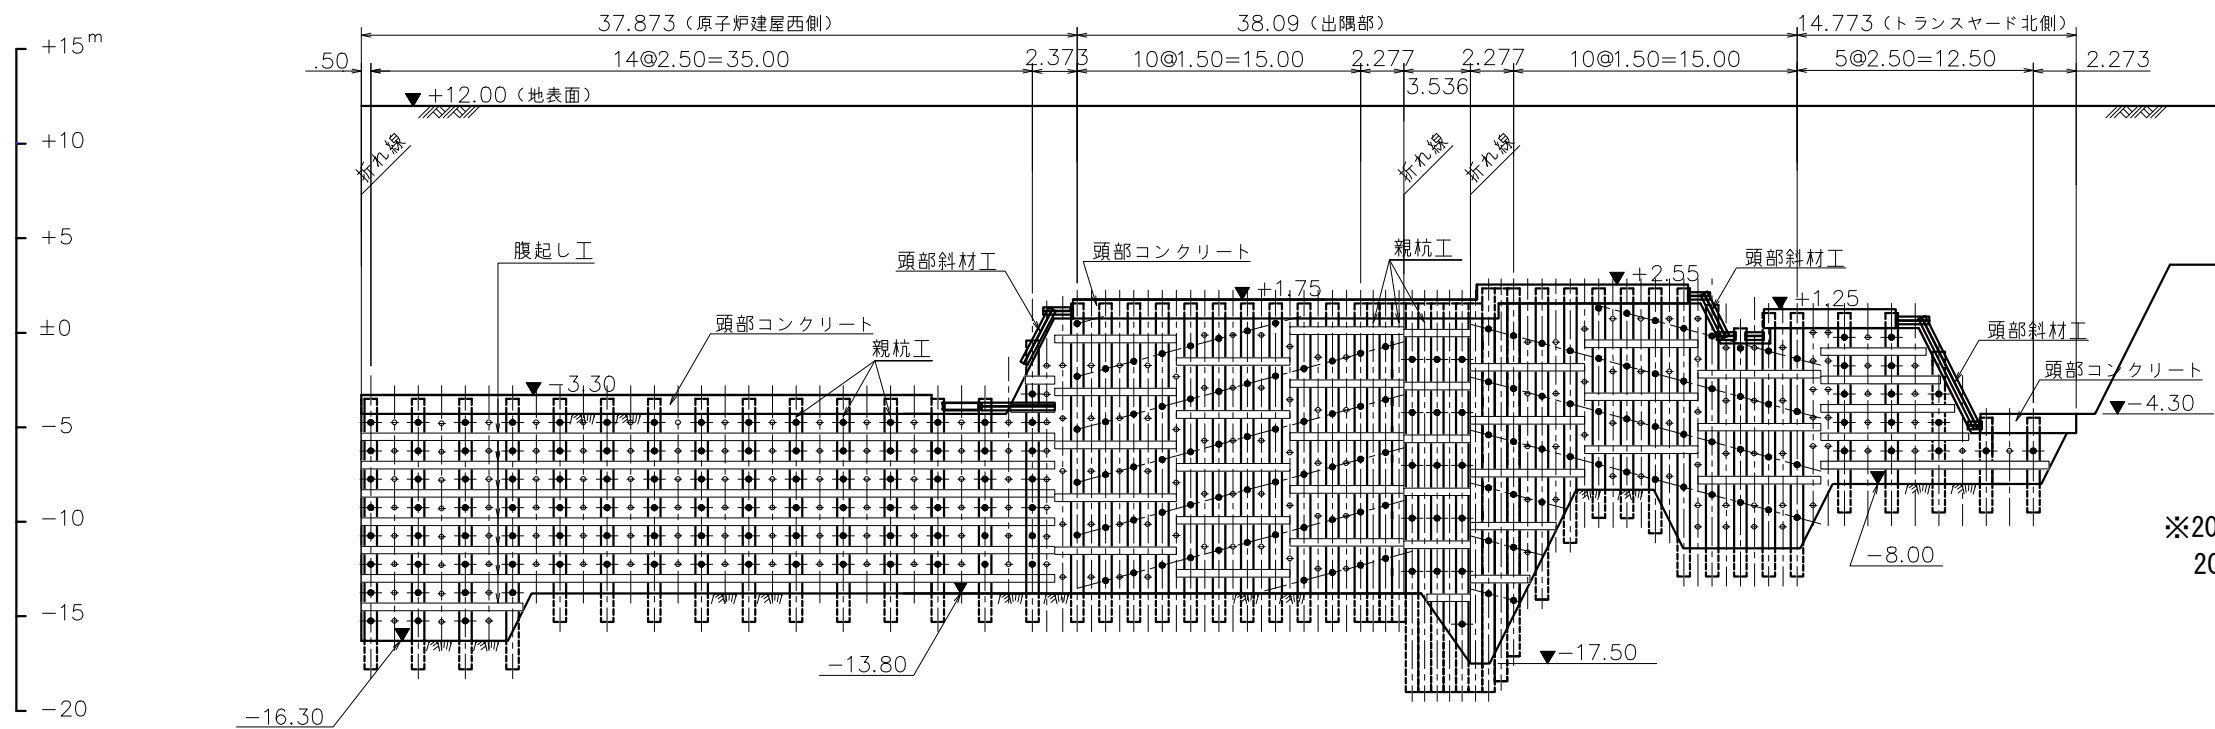 37.873（原子炉建屋西側）
38.09（出隅部）
14.773（トランスヤード北側）
+15m
.50
14@2.50=35.00
2.373
10@1.50=15.00
2.277
2.277
10@1.50=15.00
5@2.50=12.50
2.273
3.536
+12.00（地表面）
+10
折れ線
折れ線
折れ線
+5
腹起し工
頭部斜材工
頭部コンクリート
親杭工
頭部斜材工
+2.55
+1.75
+1.25
±0
頭部コンクリート
頭部斜材工
親杭工
頭部コンクリート
-3.30
-4.30
-5
-10
※20
-8.00
20
-15
-13.80
-17.50
-20
-16.30